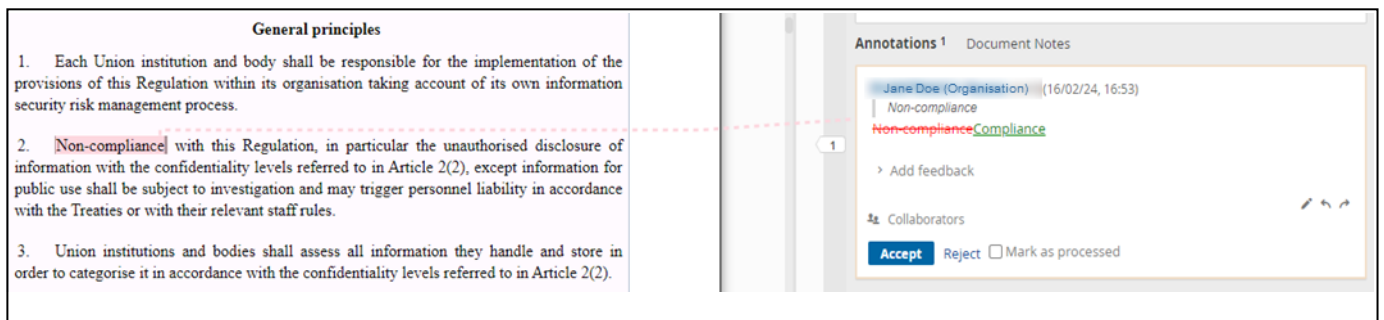 General principles
1. Each Union institution and body shall be responsible for the implementation of the
provisions of this Regulation within its organisation taking account of its own information
security risk management process.
2. Non-compliance with this Regulation, in particular the unauthorised disclosure of
information with the confidentiality levels referred to in Article 2(2), except information for
public use shall be subject to investigation and may trigger personnel liability in accordance
with the Treaties or with their relevant staff rules.
3. Union institutions and bodies shall assess all information they handle and store in
order to categorise it in accordance with the confidentiality levels referred to in Article 2(2).
1
Annotations 1 Document Notes
Jane Doe (Organisation) (16/02/24, 16:53)
Non-compliance
Non-complianceCompliance
> Add feedback
Collaborators
Accept Reject Mark as processed